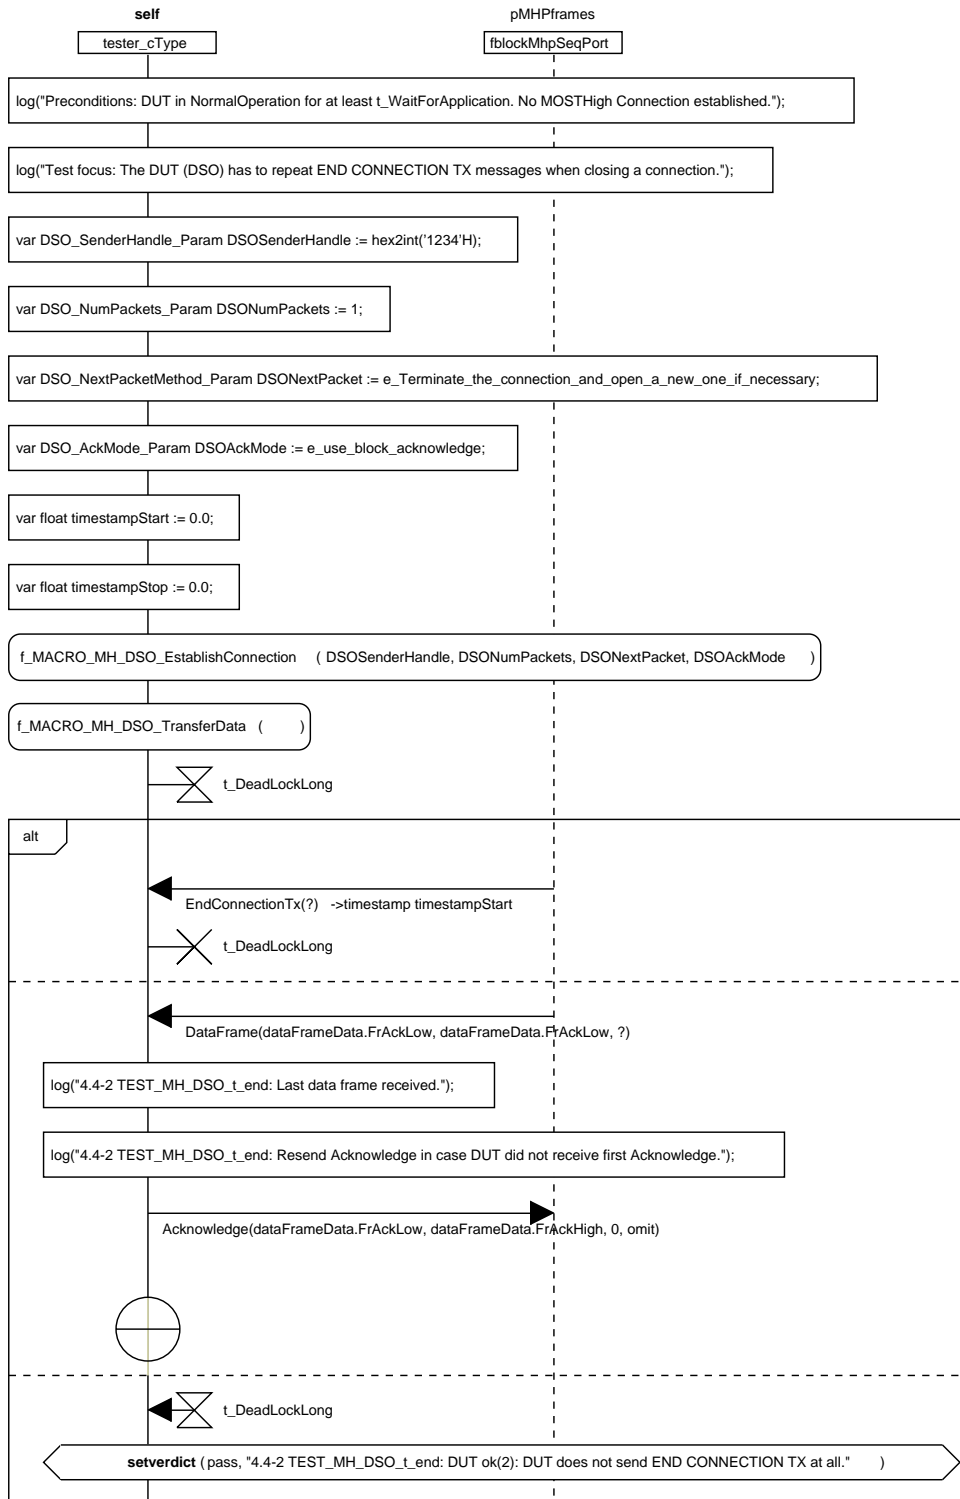 self
pMHPframes
tester_cType
fblockMhpSeqPort
log("Preconditions: DUT in NormalOperation for at least t_WaitForApplication. No MOSTHigh Connection established.");
log("Test focus: The DUT (DSO) has to repeat END CONNECTION TX messages when closing a connection.");
var DSO_SenderHandle_Param DSOSenderHandle := hex2int('1234'H);
var DSO_NumPackets_Param DSONumPackets := 1;
var DSO_NextPacketMethod_Param DSONextPacket := e_Terminate_the_connection_and_open_a_new_one_if_necessary;
var DSO_AckMode_Param DSOAckMode := e_use_block_acknowledge;
var float timestampStart := 0.0;
var float timestampStop := 0.0;
f_MACRO_MH_DSO_EstablishConnection ( DSOSenderHandle, DSONumPackets, DSONextPacket, DSOAckMode )
f_MACRO_MH_DSO_TransferData ( )
t_DeadLockLong
alt
EndConnectionTx(?) ->timestamp timestampStart
t_DeadLockLong
DataFrame(dataFrameData.FrAckLow, dataFrameData.FrAckLow, ?)
log("4.4-2 TEST_MH_DSO_t_end: Last data frame received.");
log("4.4-2 TEST_MH_DSO_t_end: Resend Acknowledge in case DUT did not receive first Acknowledge.");
Acknowledge(dataFrameData.FrAckLow, dataFrameData.FrAckHigh, 0, omit)
t_DeadLockLong
setverdict ( pass, "4.4-2 TEST_MH_DSO_t_end: DUT ok(2): DUT does not send END CONNECTION TX at all." )